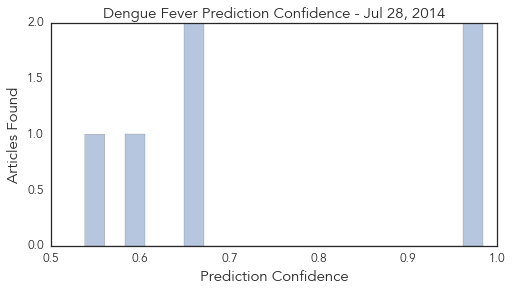 Dengue Fever Prediction Confidence - Jul 28, 2014
2.0
1.5
1.0
0.5
0.0
Articles Found
0.5 0.6 0.7 0.8 0.9 1.0
Prediction Confidence